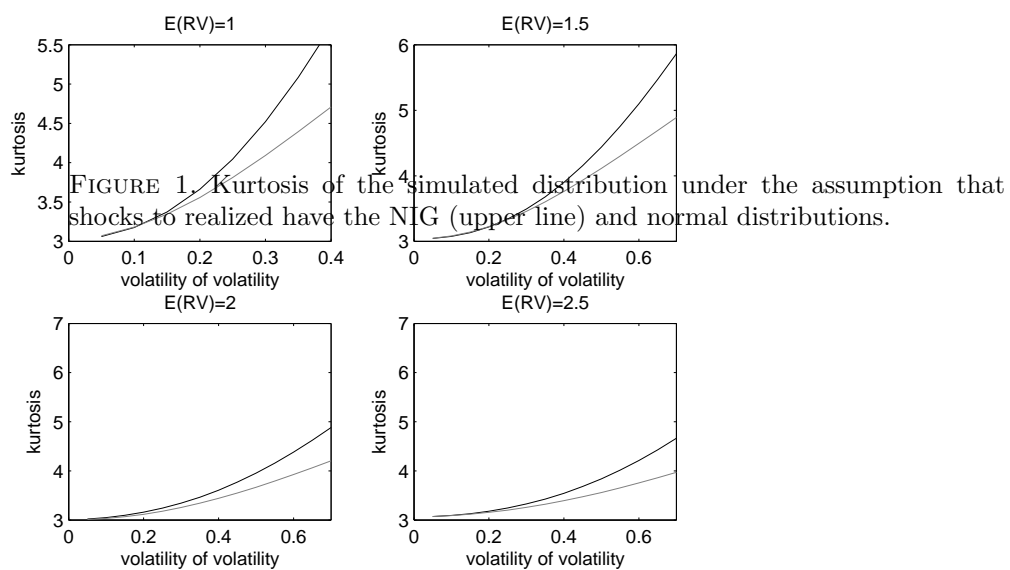 E(RV)=1
5.5
5
4.5
4
3.5
3
kurtosis
0 0.1 0.2 0.3 0.4
volatility of volatility
E(RV)=1.5
6
5
4
3
kurtosis
0 0.2 0.4 0.6
volatility of volatility
FIGURE 1. Kurtosis of the simulated distribution under the assumption that
shocks to realized have the NIG (upper line) and normal distributions.
E(RV)=2
7
6
5
4
3
kurtosis
0 0.2 0.4 0.6
volatility of volatility
E(RV)=2.5
7
6
5
4
3
kurtosis
0 0.2 0.4 0.6
volatility of volatility